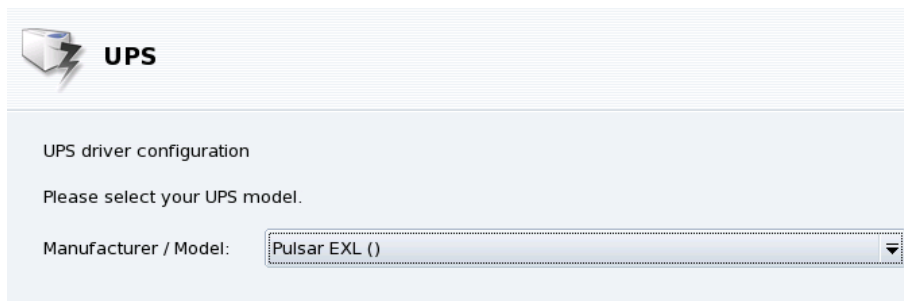 UPS
UPS driver configuration
Please select your UPS model.
Manufacturer / Model: Pulsar EXL ()